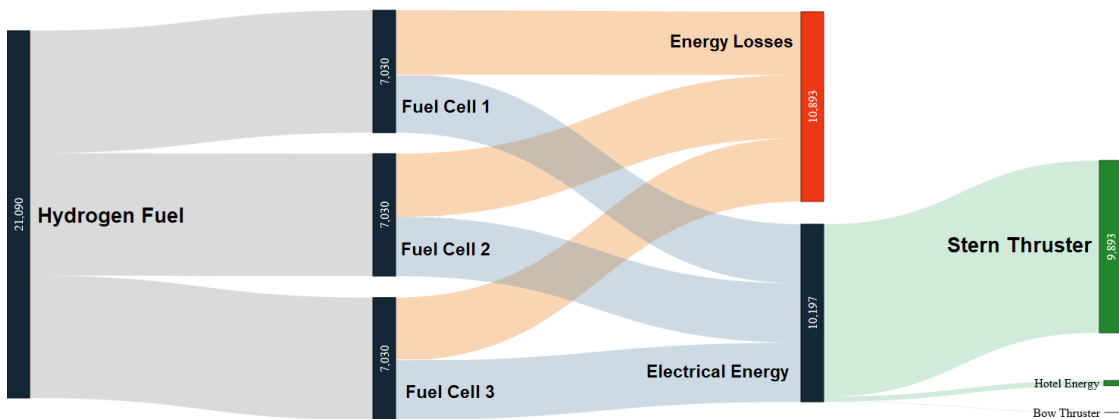 21,090
Hydrogen Fuel
7,030
Fuel Cell 1
7,030
Fuel Cell 2
7,030
Fuel Cell 3
Energy Losses
10,893
Electrical Energy
10,197
Stern Thruster
9,893
Hotel Energy
Bow Thruster